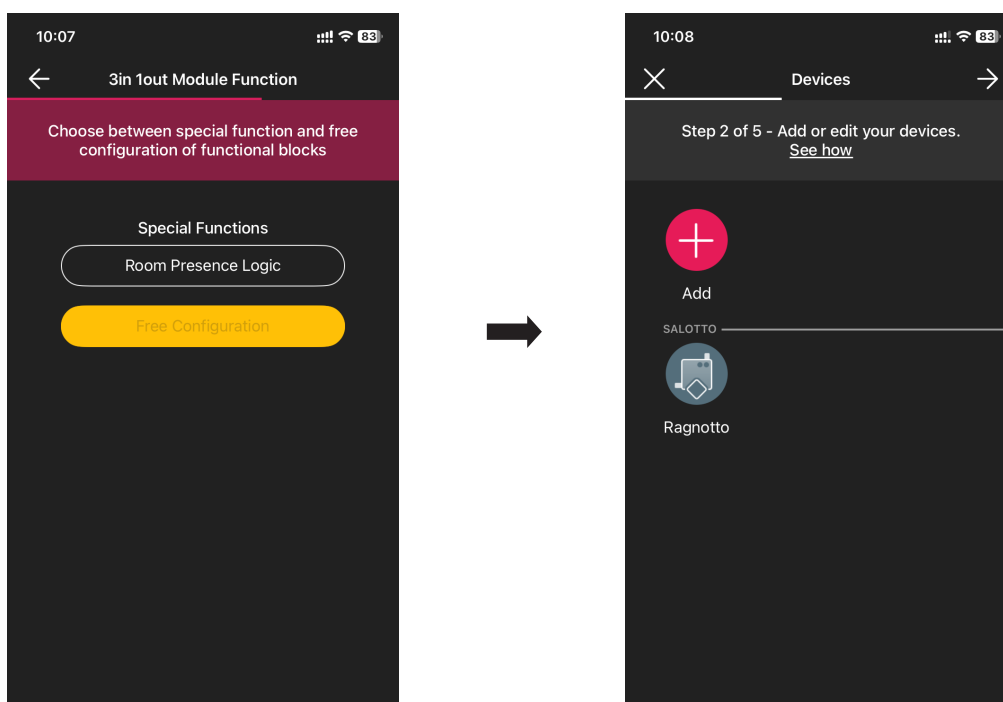 10:07
83
3in 1out Module Function
Choose between special function and free
configuration of functional blocks
Special Functions
Room Presence Logic
Free Configuration
10:08
83
Devices
Step 2 of 5 - Add or edit your devices.
See how
Add
SALOTTO
Ragnotto